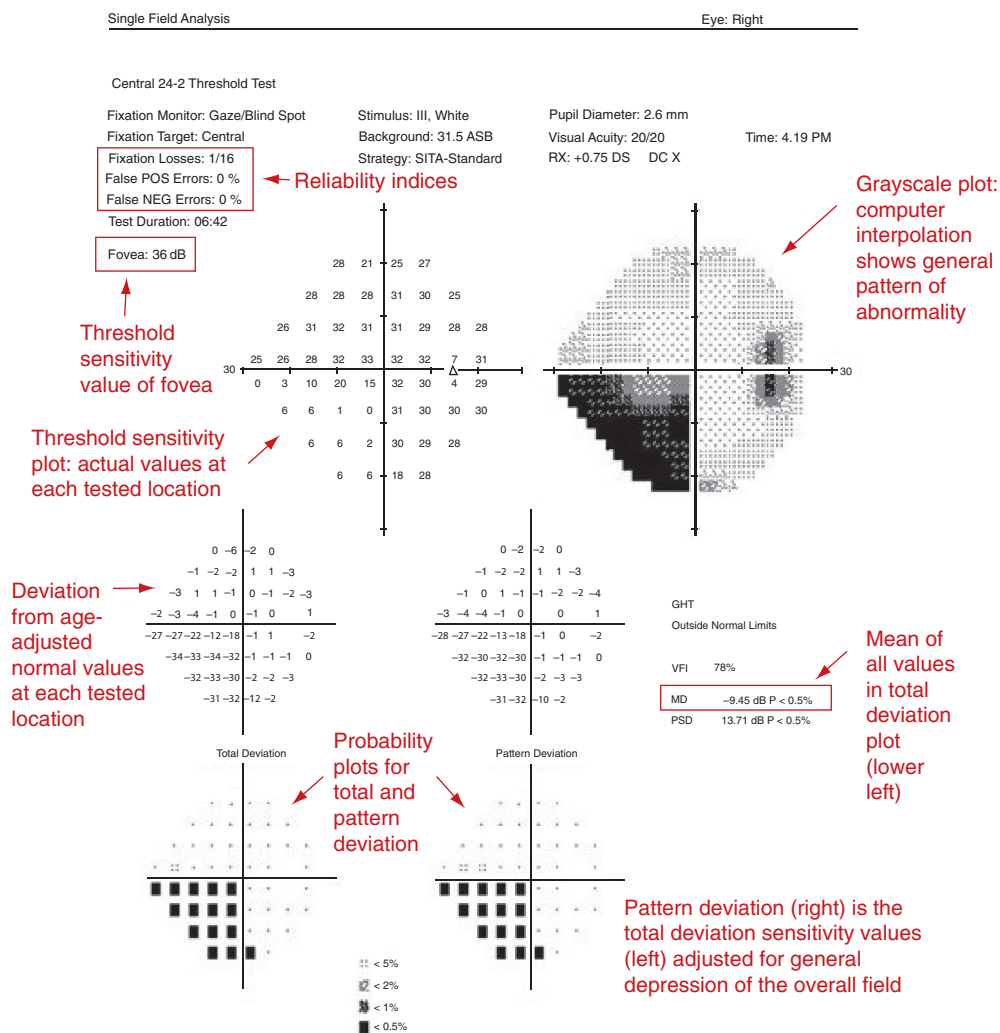 Single Field Analysis
Eye: Right
Central 24-2 Threshold Test
Fixation Monitor: Gaze/Blind Spot
Fixation Target: Central
Fixation Losses: 1/16
False POS Errors: 0 %
False NEG Errors: 0 %
Test Duration: 06:42
Fovea: 36 dB
Stimulus: III, White
Background: 31.5 ASB
Strategy: SITA-Standard
Pupil Diameter: 2.6 mm
Visual Acuity: 20/20
RX: +0.75 DS DC X
Time: 4.19 PM
Reliability indices
Threshold
sensitivity
value of fovea
Grayscale plot:
computer
interpolation
shows general
pattern of
abnormality
28 21 25 27
28 28 28 31 30 25
26 31 32 31 31 29 28 28
25 26 28 32 33 32 32 7 31
30
0 3 10 20 15 32 30 4 29
6 6 1 0 31 30 30 30
6 6 2 30 29 28
6 6 18 28
30
Threshold sensitivity
plot: actual values at
each tested location
0 –6 –2 0
–1 –2 –2 1 1 –3
–3 1 1 –1 0 –1 –2 –3
–2 –3 –4 –1 0 –1 0 1
–27 –27 –22 –12 –18 –1 1 –2
–34 –33 –34 –32 –1 –1 –1 0
–32 –33 –30 –2 –2 –3
–31 –32 –12 –2
Total Deviation
0 –2 –2 0
–1 –2 –2 1 1 –3
–1 0 1 –1 –1 –2 –2 –4
–3 –4 –4 –1 0 –1 0 1
–28 –27 –22 –13 –18 –1 0 –2
–32 –30 –32 –30 –1 –1 –1 0
–32 –33 –30 –2 –3 –3
–31 –32 –10 –2
Pattern Deviation
Deviation
from age-
adjusted
normal values
at each tested
location
GHT
Outside Normal Limits
VFI 78%
MD –9.45 dB P < 0.5%
PSD 13.71 dB P < 0.5%
Mean of
all values
in total
deviation
plot
(lower
left)
Probability
plots for
total and
pattern
deviation
Pattern deviation (right) is the
total deviation sensitivity values
(left) adjusted for general
depression of the overall field
< 5%
< 2%
< 1%
< 0.5%